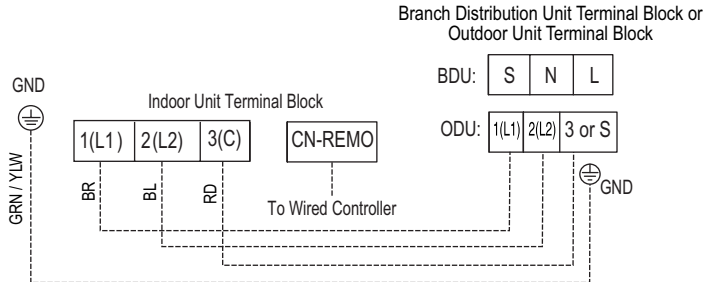 Branch Distribution Unit Terminal Block or
Outdoor Unit Terminal Block
BDU: S N L
GND
Indoor Unit Terminal Block
1(L1) 2(L2) 3(C) CN-REMO
ODU: 1(L1) 2(L2) 3 or S
GRN / YLW
BR BL RD
To Wired Controller
GND